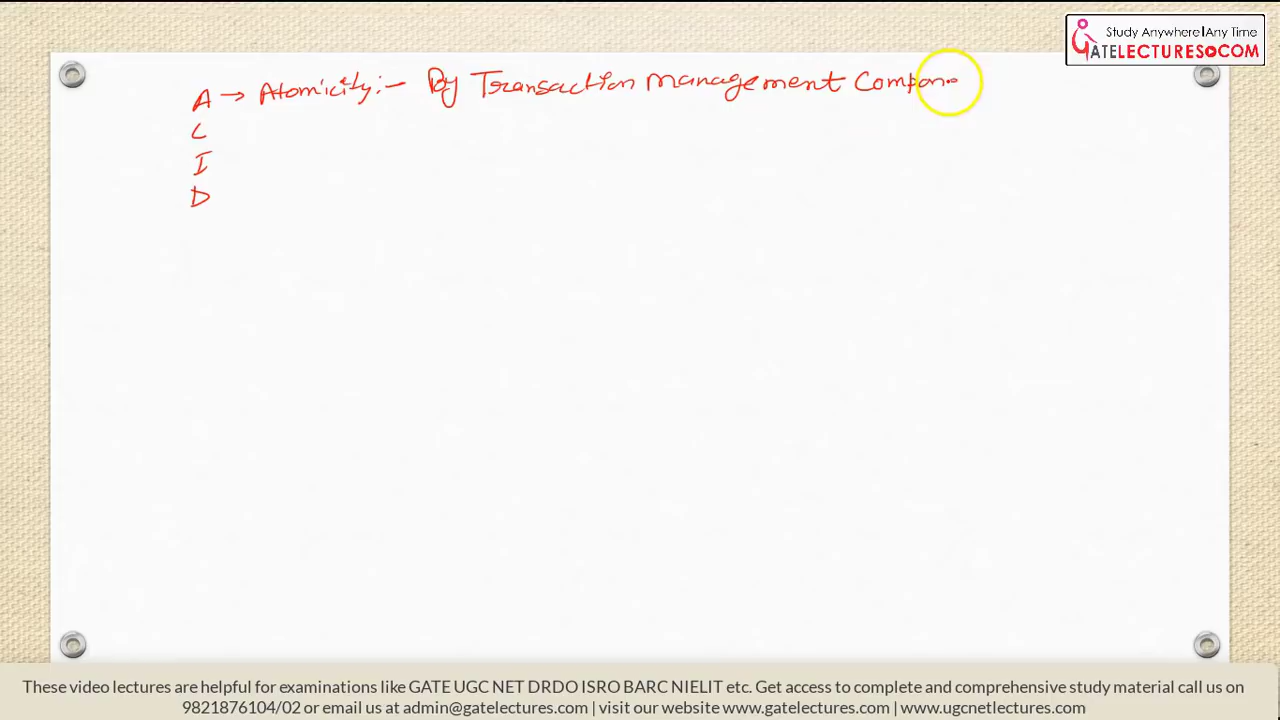 Study Anywhere|Any Time
GATELECTURES.COM
A → Atomicity :- By Transaction Management Compon
C
I
D
These video lectures are helpful for examinations like GATE UGC NET DRDO ISRO BARC NIELIT etc. Get access to complete and comprehensive study material call us on
9821876104/02 or email us at admin@gatelectures.com | visit our website www.gatelectures.com | www.ugcnetlectures.com